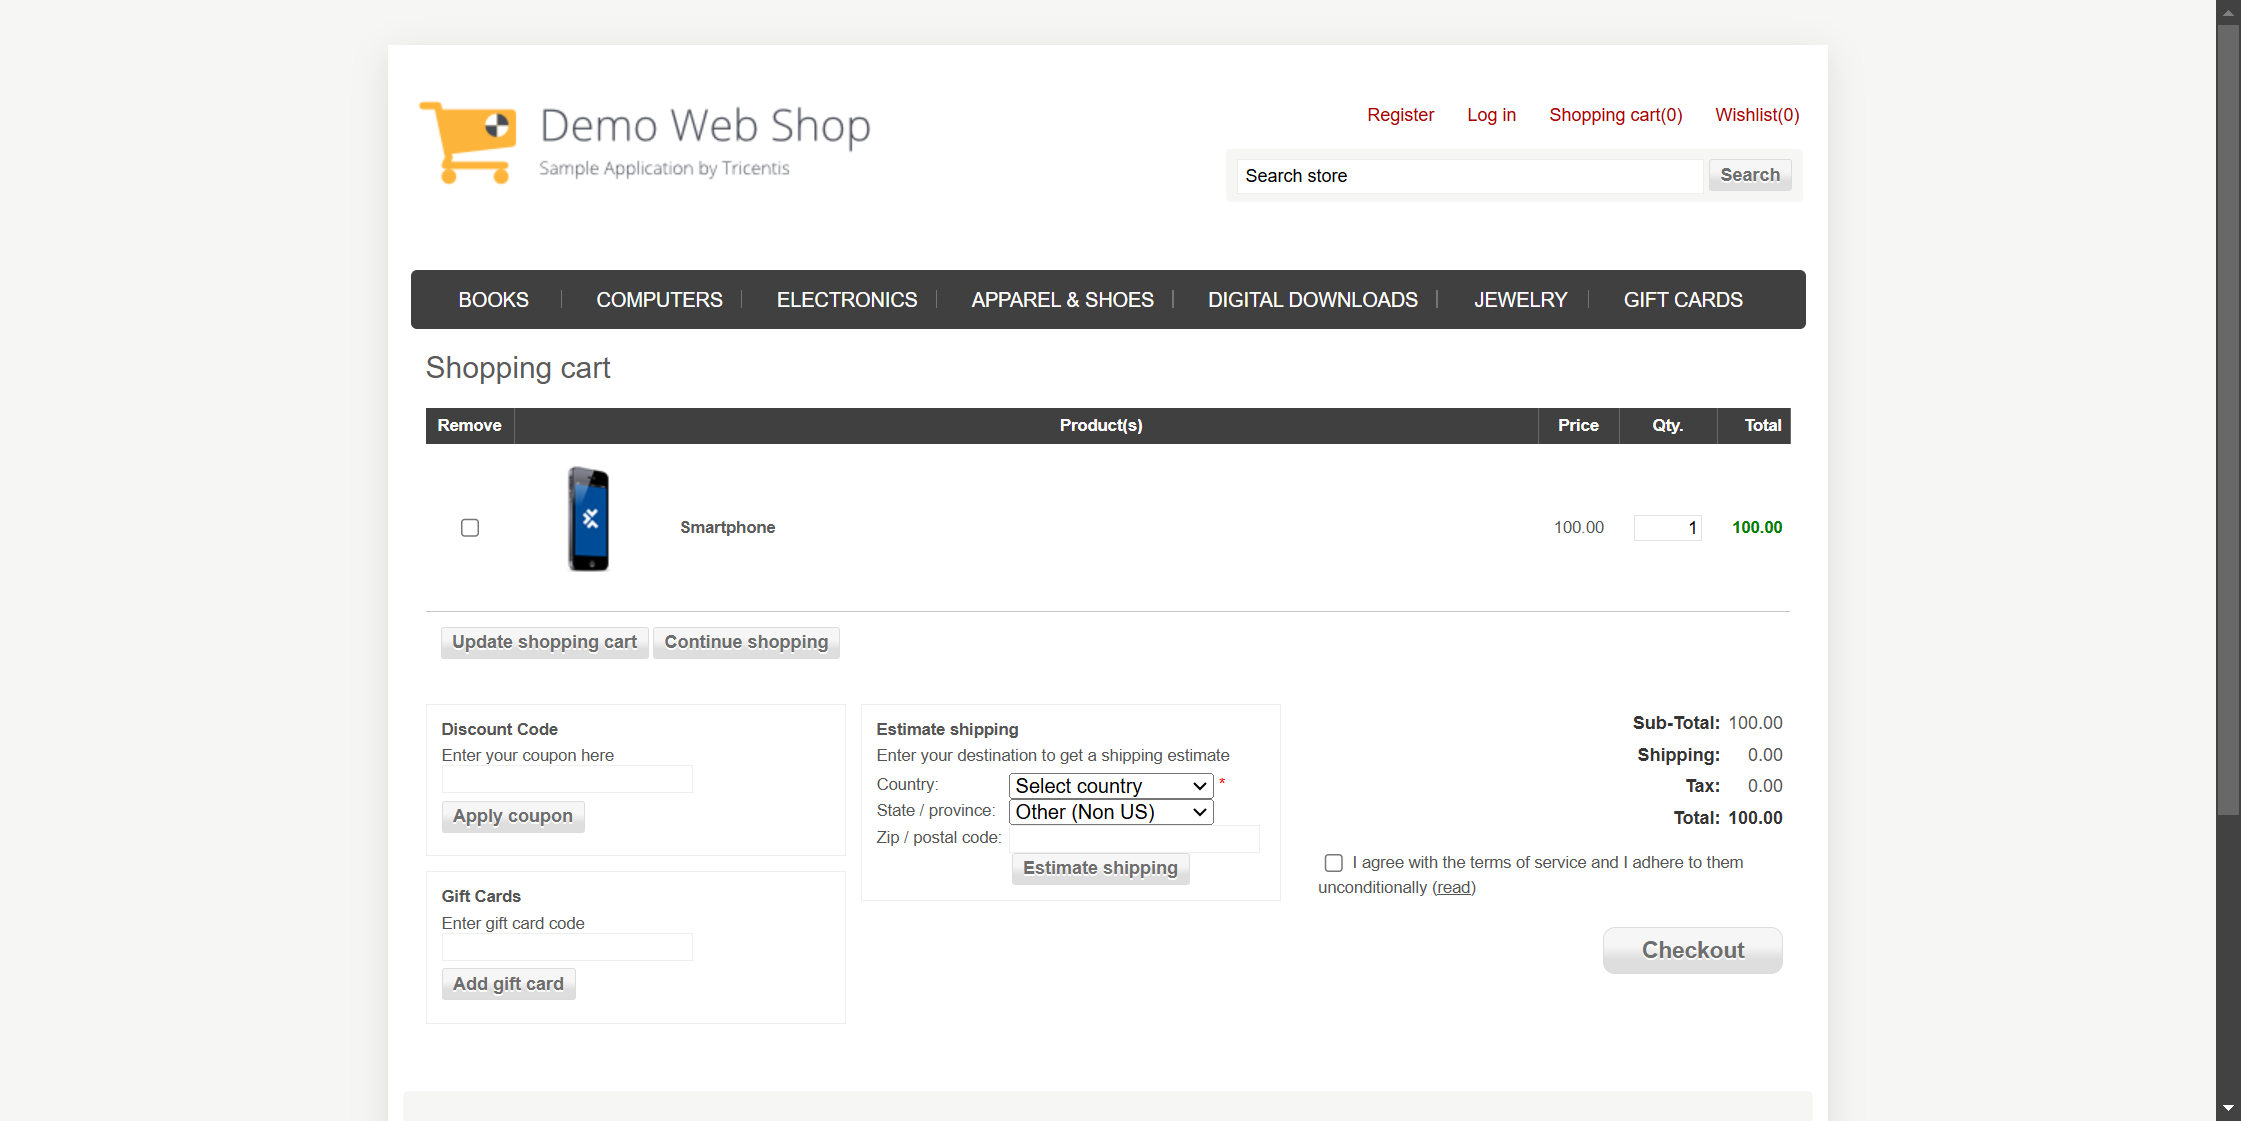 Demo Web Shop
Sample Application by Tricentis
Register Log in Shopping cart(0) Wishlist(0)
Search store Search
BOOKS COMPUTERS ELECTRONICS APPAREL & SHOES DIGITAL DOWNLOADS JEWELRY GIFT CARDS
Shopping cart
Remove Product(s) Price Qty. Total
Smartphone 100.00 1 100.00
Update shopping cart Continue shopping
Discount Code
Enter your coupon here
Apply coupon
Gift Cards
Enter gift card code
Add gift card
Estimate shipping
Enter your destination to get a shipping estimate
Country: Select country *
State / province: Other (Non US)
Zip / postal code:
Estimate shipping
Sub-Total: 100.00
Shipping: 0.00
Tax: 0.00
Total: 100.00
I agree with the terms of service and I adhere to them
unconditionally (read)
Checkout